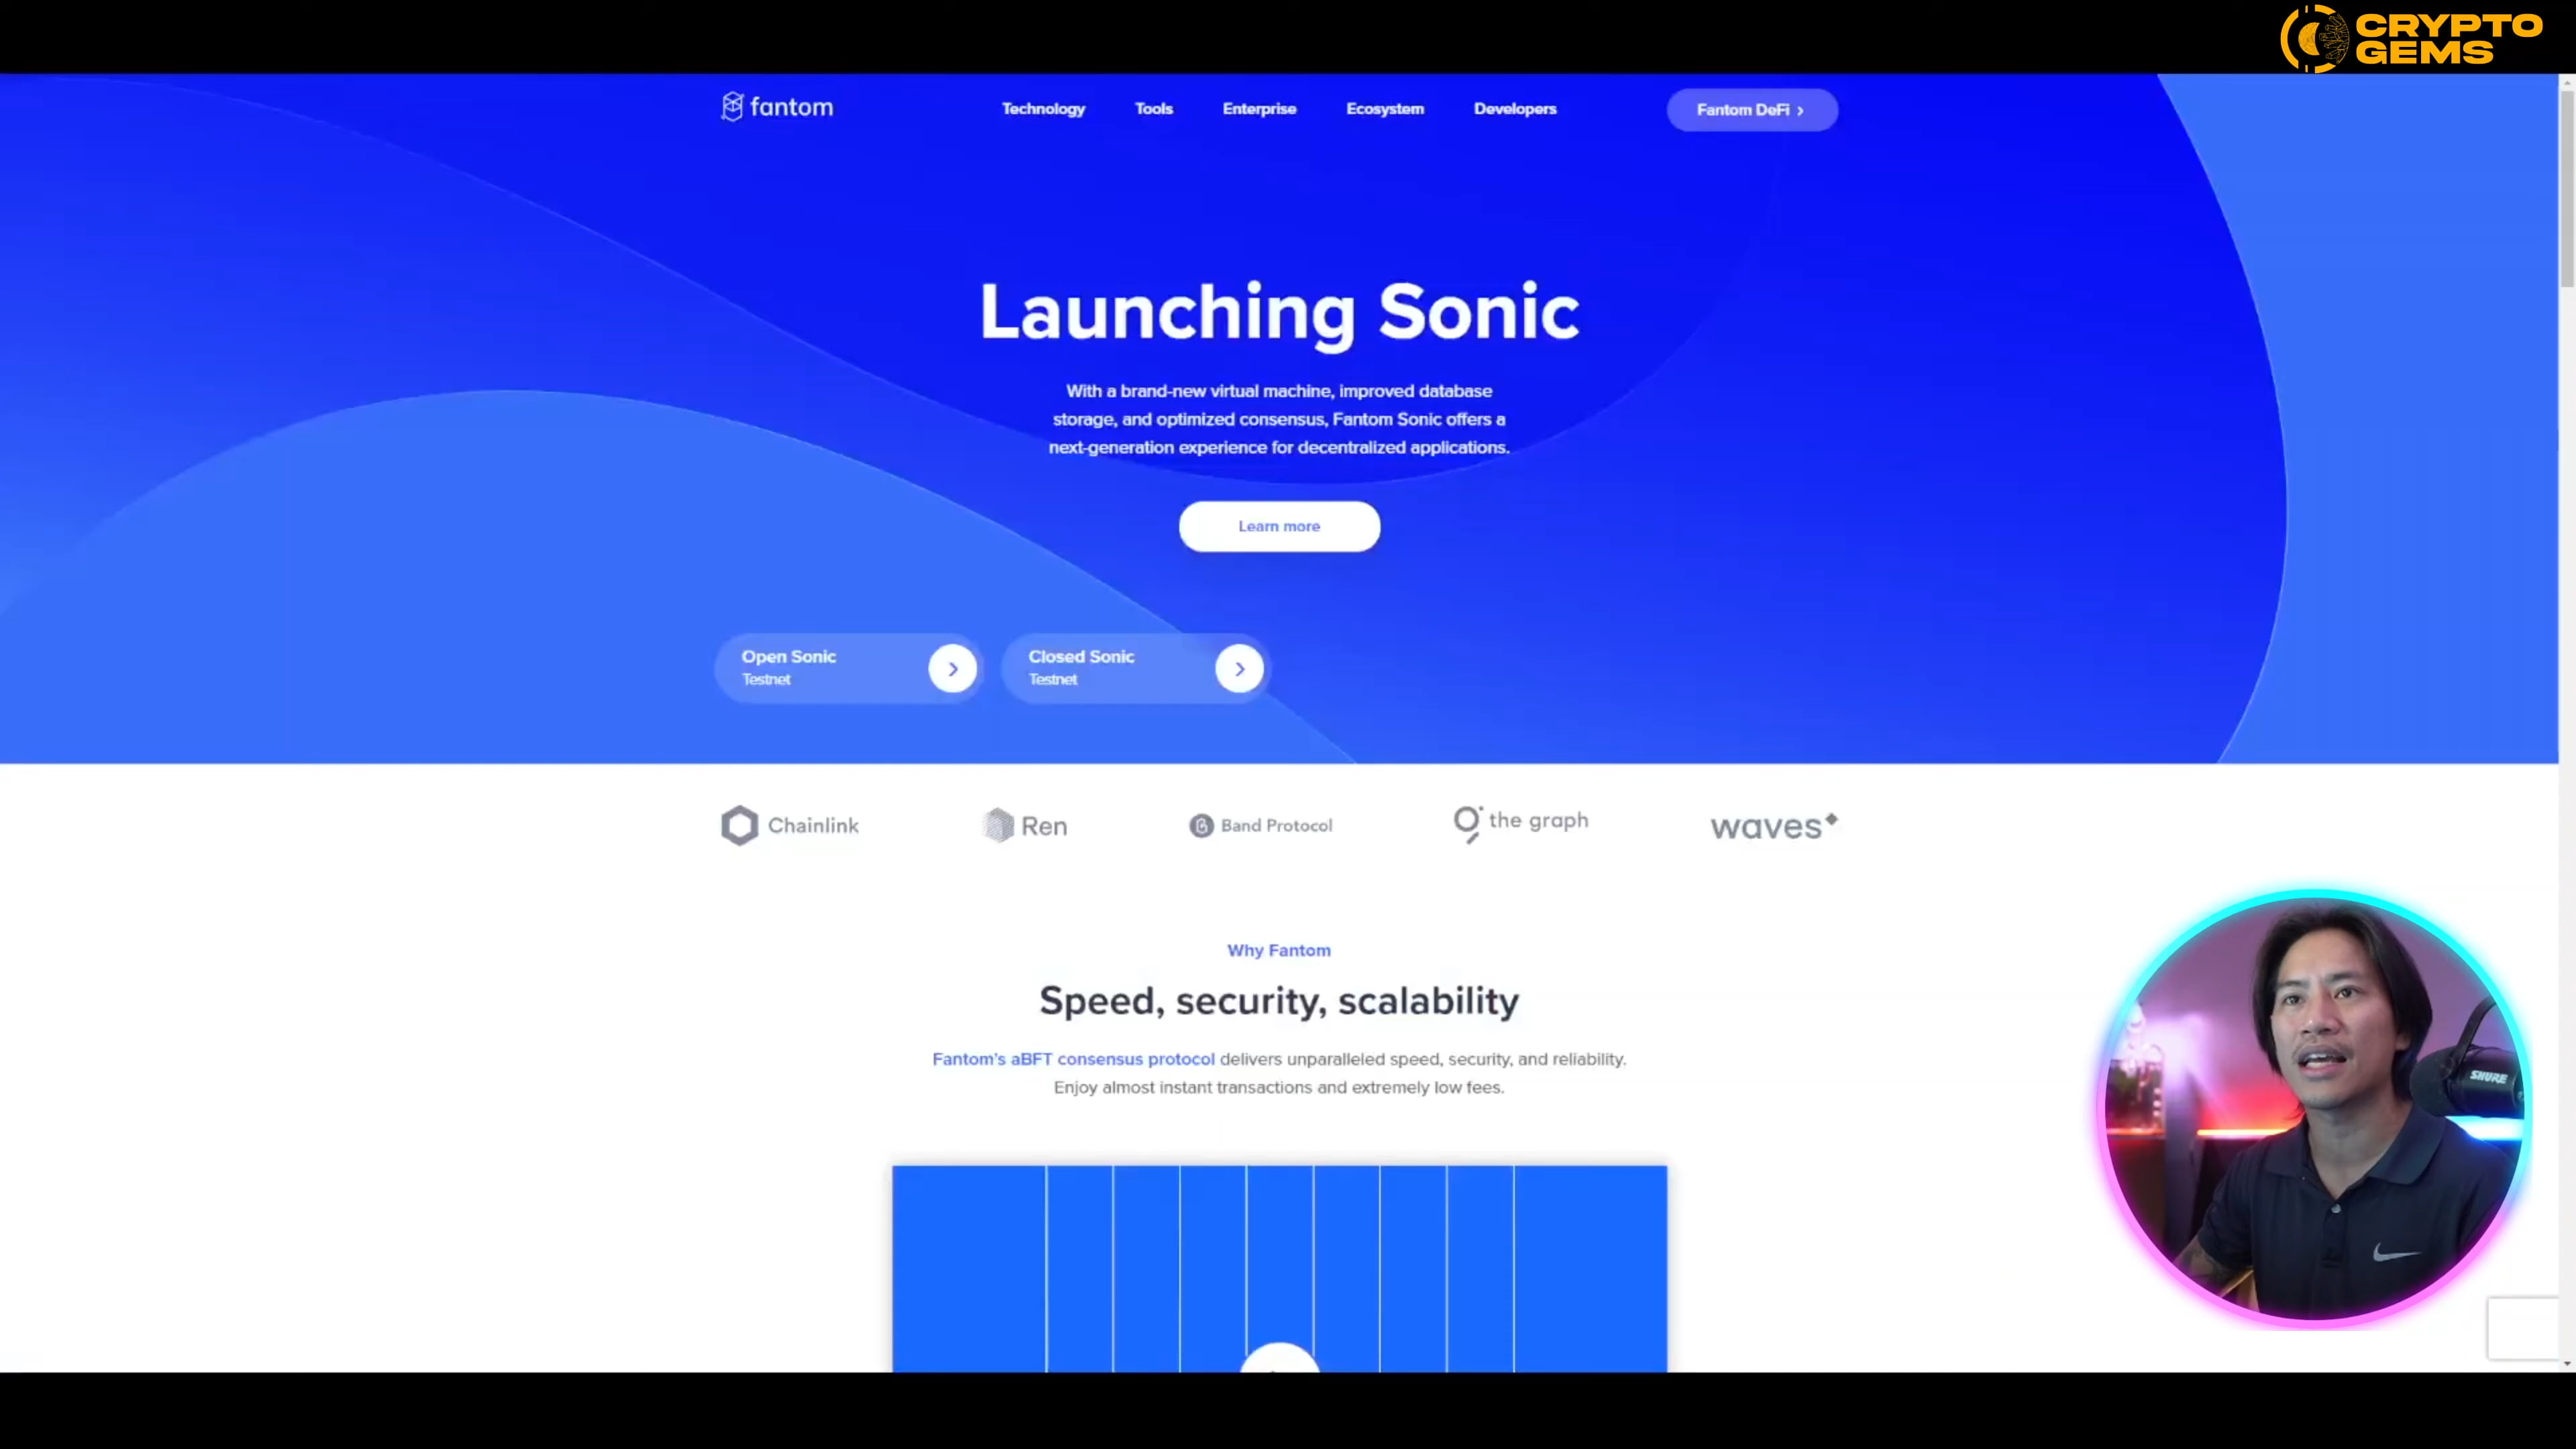 CRYPTO
GEMS
fantom
Technology Tools Enterprise Ecosystem Developers Fantom DeFi
Launching Sonic
With a brand-new virtual machine, improved database
storage, and optimized consensus, Fantom Sonic offers a
next-generation experience for decentralized applications.
Learn more
Open Sonic
Testnet
Closed Sonic
Testnet
Chainlink Ren Band Protocol the graph waves
Why Fantom
Speed, security, scalability
Fantom's aBFT consensus protocol delivers unparalleled speed, security, and reliability.
Enjoy almost instant transactions and extremely low fees.
SHURE